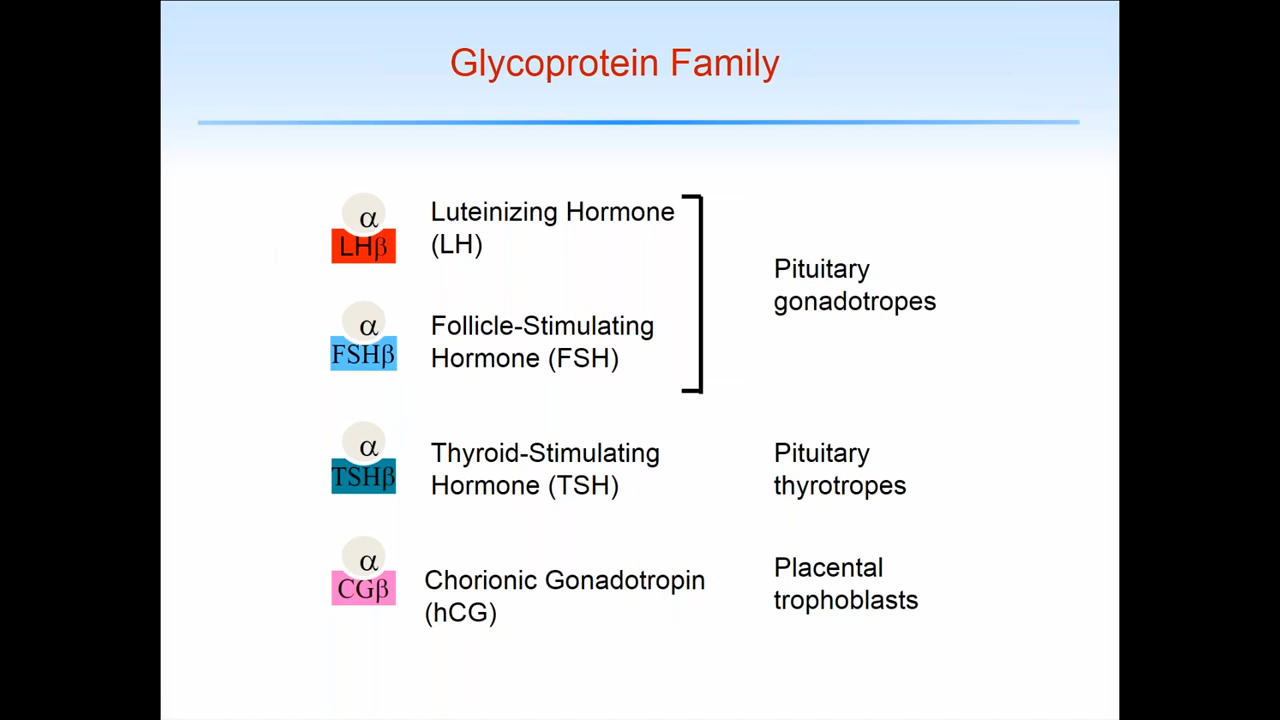 Glycoprotein Family
α
LHβ
Luteinizing Hormone
(LH)
α
FSHβ
Follicle-Stimulating
Hormone (FSH)
Pituitary
gonadotropes
α
TSHβ
Thyroid-Stimulating
Hormone (TSH)
Pituitary
thyrotropes
α
CGβ
Chorionic Gonadotropin
(hCG)
Placental
trophoblasts